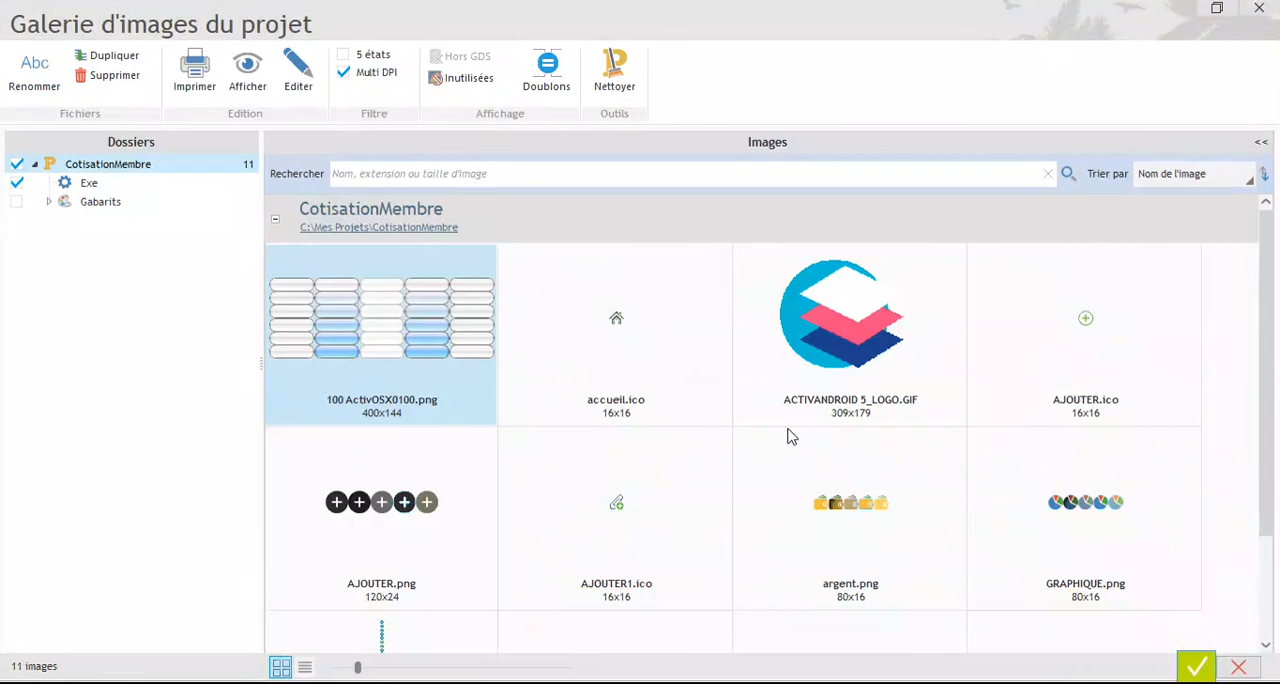 Galerie d'images du projet
Abc
Renommer
Dupliquer
Supprimer
Fichiers
Imprimer
Afficher
Editer
Edition
5 états
Multi DPI
Filtre
Hors GDS
Inutilisées
Doublons
Affichage
Nettoyer
Outils
Dossiers
CotisationMembre 11
Exe
Gabarits
Images <<
Rechercher Nom, extension ou taille d'image Trier par Nom de l'image
CotisationMembre
C:\Mes Projets\CotisationMembre
100 ActivOSX0100.png
400x144
accueil.ico
16x16
ACTIVANDROID 5_LOGO.GIF
309x179
AJOUTER.ico
16x16
AJOUTER.png
120x24
AJOUTER1.ico
16x16
argent.png
80x16
GRAPHIQUE.png
80x16
11 images